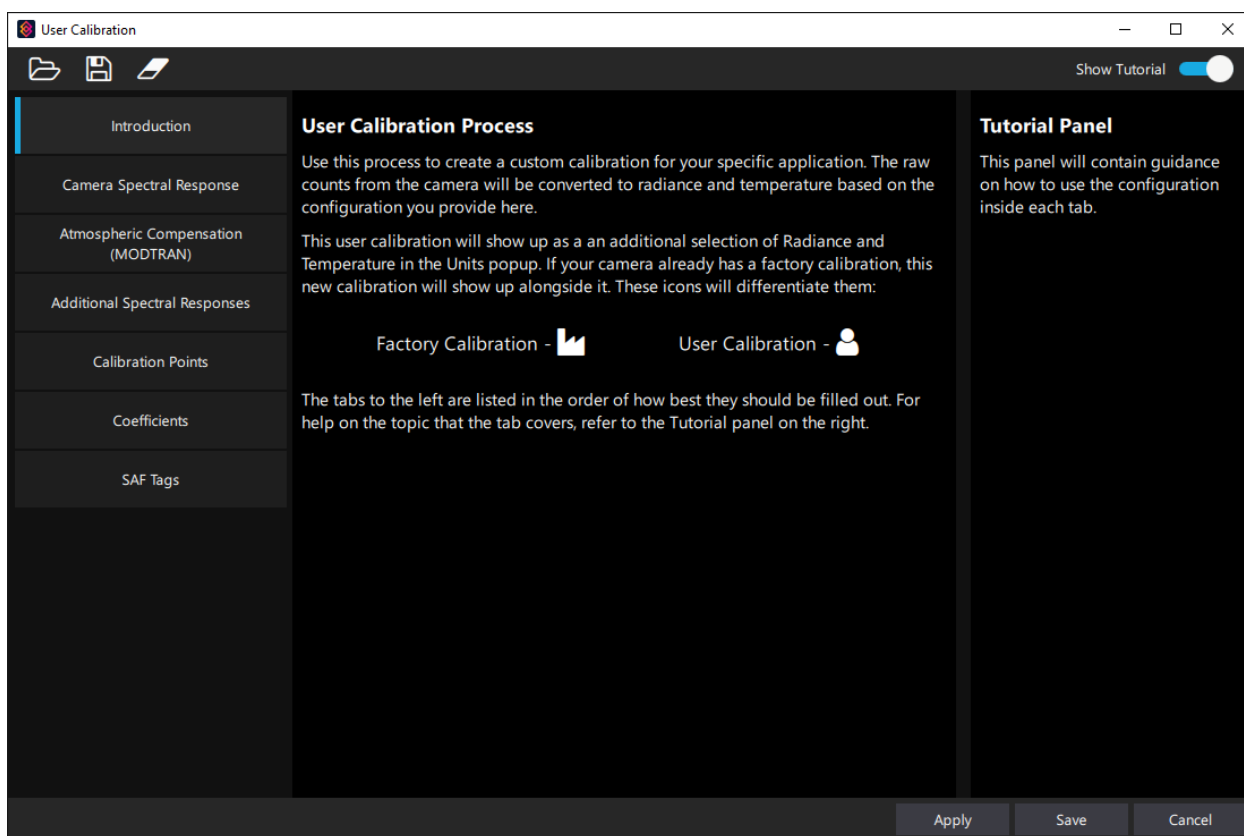 User Calibration
Show Tutorial
Introduction
Camera Spectral Response
Atmospheric Compensation
(MODTRAN)
Additional Spectral Responses
Calibration Points
Coefficients
SAF Tags
User Calibration Process
Use this process to create a custom calibration for your specific application. The raw
counts from the camera will be converted to radiance and temperature based on the
configuration you provide here.
This user calibration will show up as a an additional selection of Radiance and
Temperature in the Units popup. If your camera already has a factory calibration, this
new calibration will show up alongside it. These icons will differentiate them:
Factory Calibration -
User Calibration -
The tabs to the left are listed in the order of how best they should be filled out. For
help on the topic that the tab covers, refer to the Tutorial panel on the right.
Tutorial Panel
This panel will contain guidance
on how to use the configuration
inside each tab.
Apply
Save
Cancel